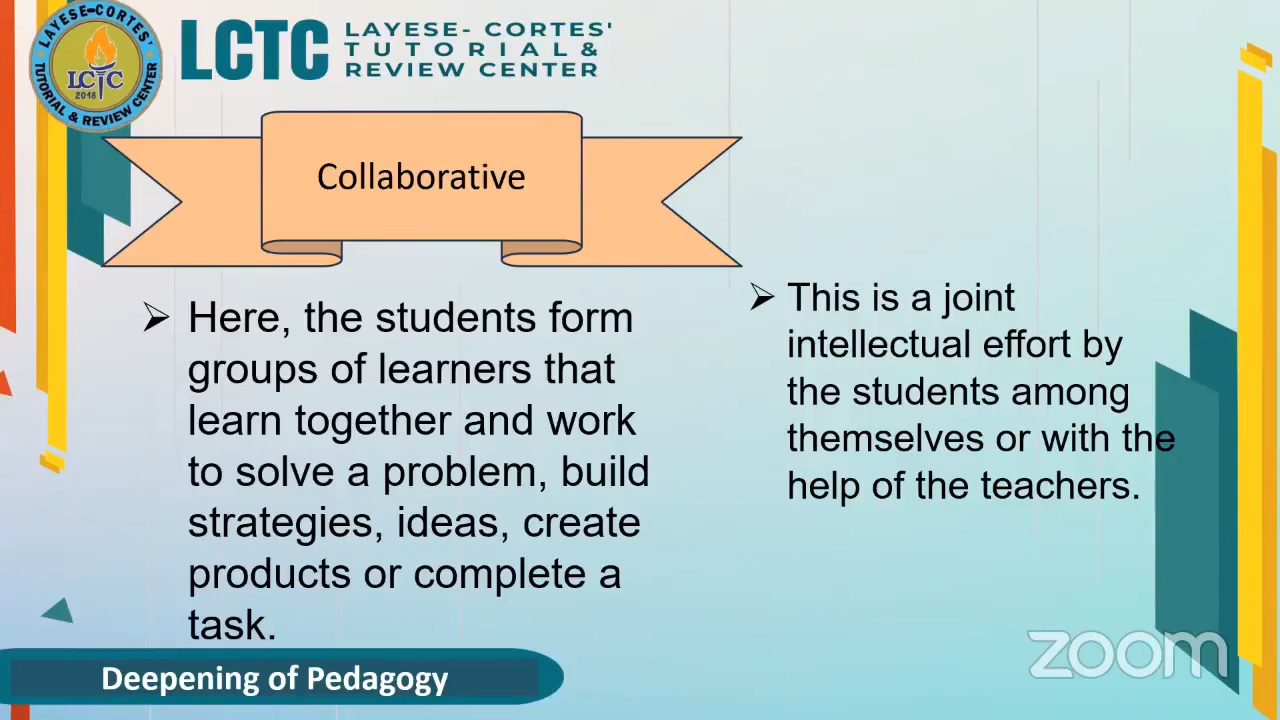 LAYESE-CORTES'
TUTORIAL & REVIEW CENTER
LCTC
2018
LCTC
LAYESE- CORTES'
TUTORIAL &
REVIEW CENTER
Collaborative
➢ Here, the students form
groups of learners that
learn together and work
to solve a problem, build
strategies, ideas, create
products or complete a
task.
➢ This is a joint
intellectual effort by
the students among
themselves or with the
help of the teachers.
Deepening of Pedagogy
zoom